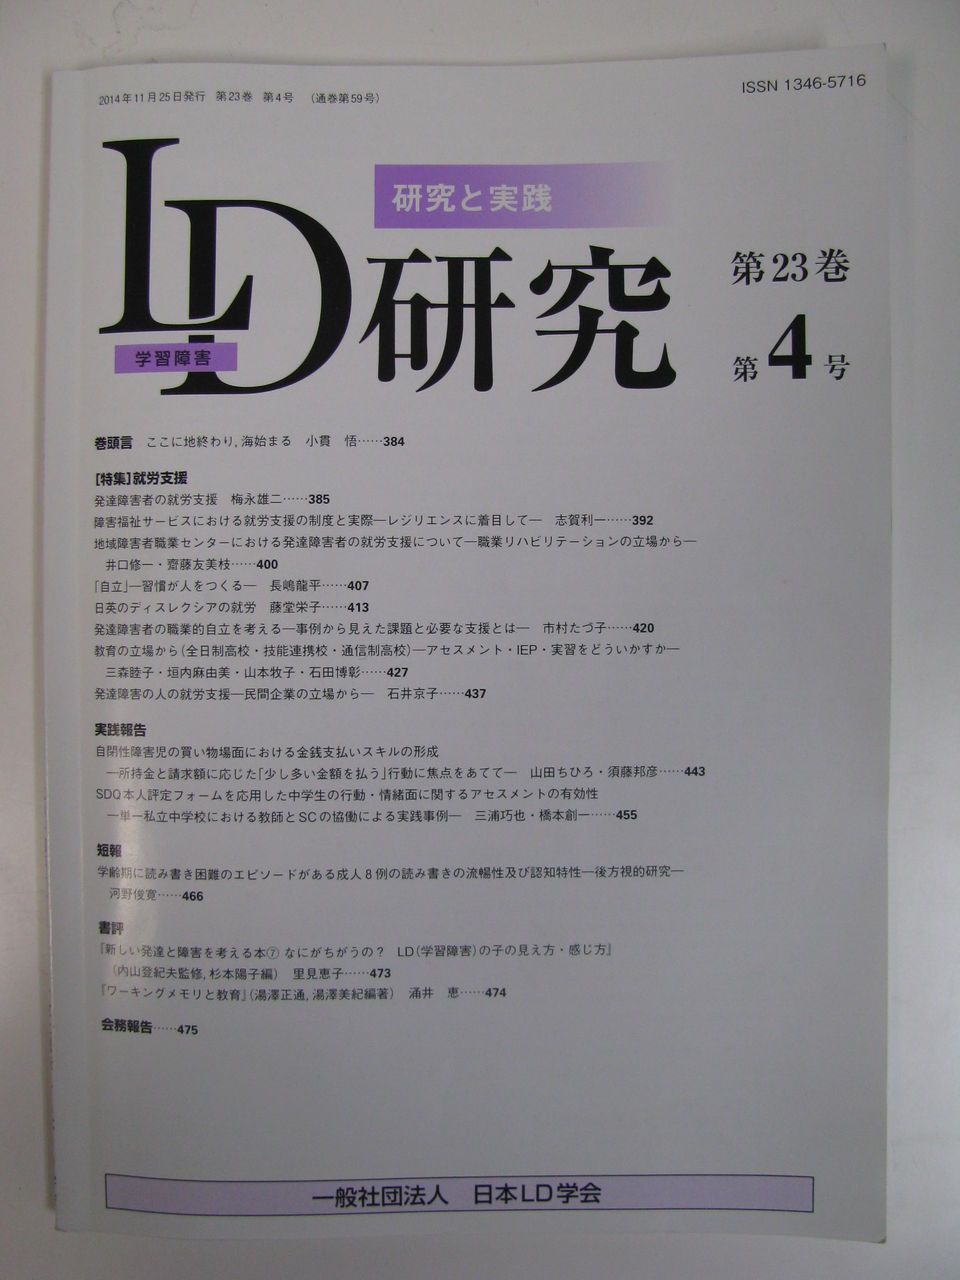 2014年11月25日発行　第23巻　第4号　（通巻第59号）
ISSN 1346-5716
研究と実践
LD研究
学習障害
第23巻
第4号
巻頭言　ここに地終わり，海始まる　小貫　悟……384
［特集］就労支援
発達障害者の就労支援　梅永雄二……385
障害福祉サービスにおける就労支援の制度と実際―レジリエンスに着目して―　志賀利一……392
地域障害者職業センターにおける発達障害者の就労支援について―職業リハビリテーションの立場から―
井口修一・齋藤友美枝……400
「自立」―習慣が人をつくる―　長嶋龍平……407
日英のディスレクシアの就労　藤堂栄子……413
発達障害者の職業的自立を考える―事例から見えた課題と必要な支援とは―　市村たづ子……420
教育の立場から（全日制高校・技能連携校・通信制高校）―アセスメント・IEP・実習をどういかすか―
三森睦子・垣内麻由美・山本牧子・石田博彰……427
発達障害の人の就労支援―民間企業の立場から―　石井京子……437
実践報告
自閉性障害児の買い物場面における金銭支払いスキルの形成
―所持金と請求額に応じた「少し多い金額を払う」行動に焦点をあてて―　山田ちひろ・須藤邦彦……443
SDQ本人評定フォームを応用した中学生の行動・情緒面に関するアセスメントの有効性
―単一私立中学校における教師とSCの協働による実践事例―　三浦巧也・橋本創一……455
短報
学齢期に読み書き困難のエピソードがある成人8例の読み書きの流暢性及び認知特性―後方視的研究―
河野俊寛……466
書評
『新しい発達と障害を考える本⑦ なにがちがうの？　LD（学習障害）の子の見え方・感じ方』
（内山登紀夫監修，杉本陽子編）　里見恵子……473
『ワーキングメモリと教育』（湯澤正通，湯澤美紀編著）　涌井　恵……474
会務報告……475
一般社団法人　日本LD学会